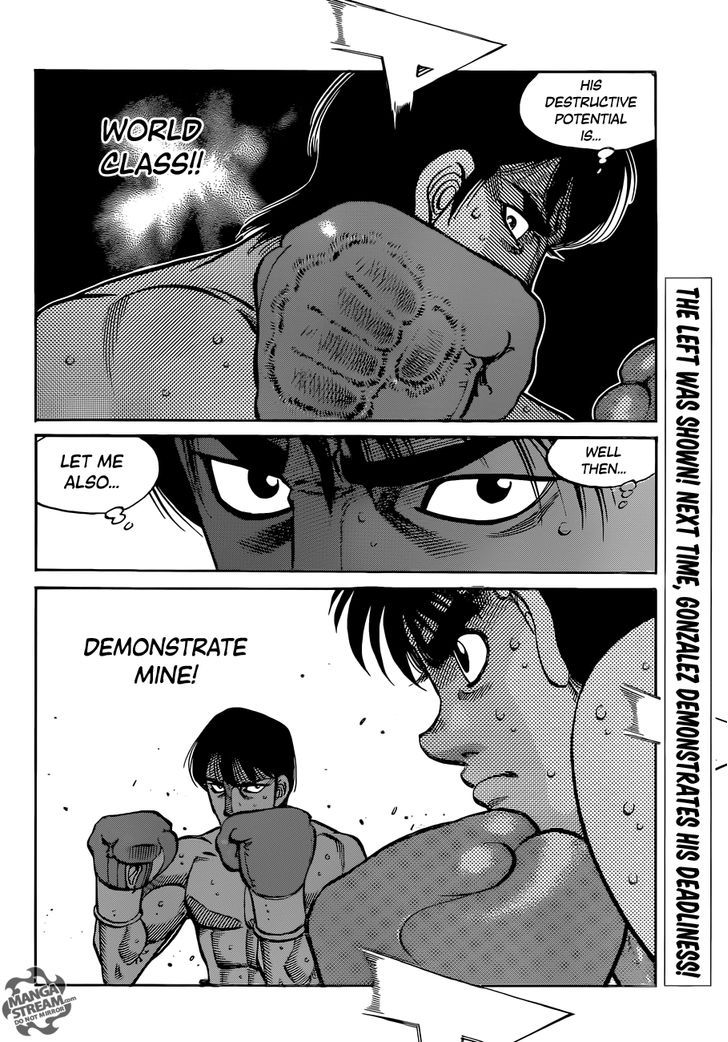 HIS
DESTRUCTIVE
POTENTIAL
IS...
WORLD
CLASS!!
WELL
THEN...
LET ME
ALSO...
DEMONSTRATE
MINE!
THE LEFT WAS SHOWN! NEXT TIME, GONZALEZ DEMONSTRATES HIS DEADLINESS!
MANGA
STREAM.com
DO NOT MIRROR